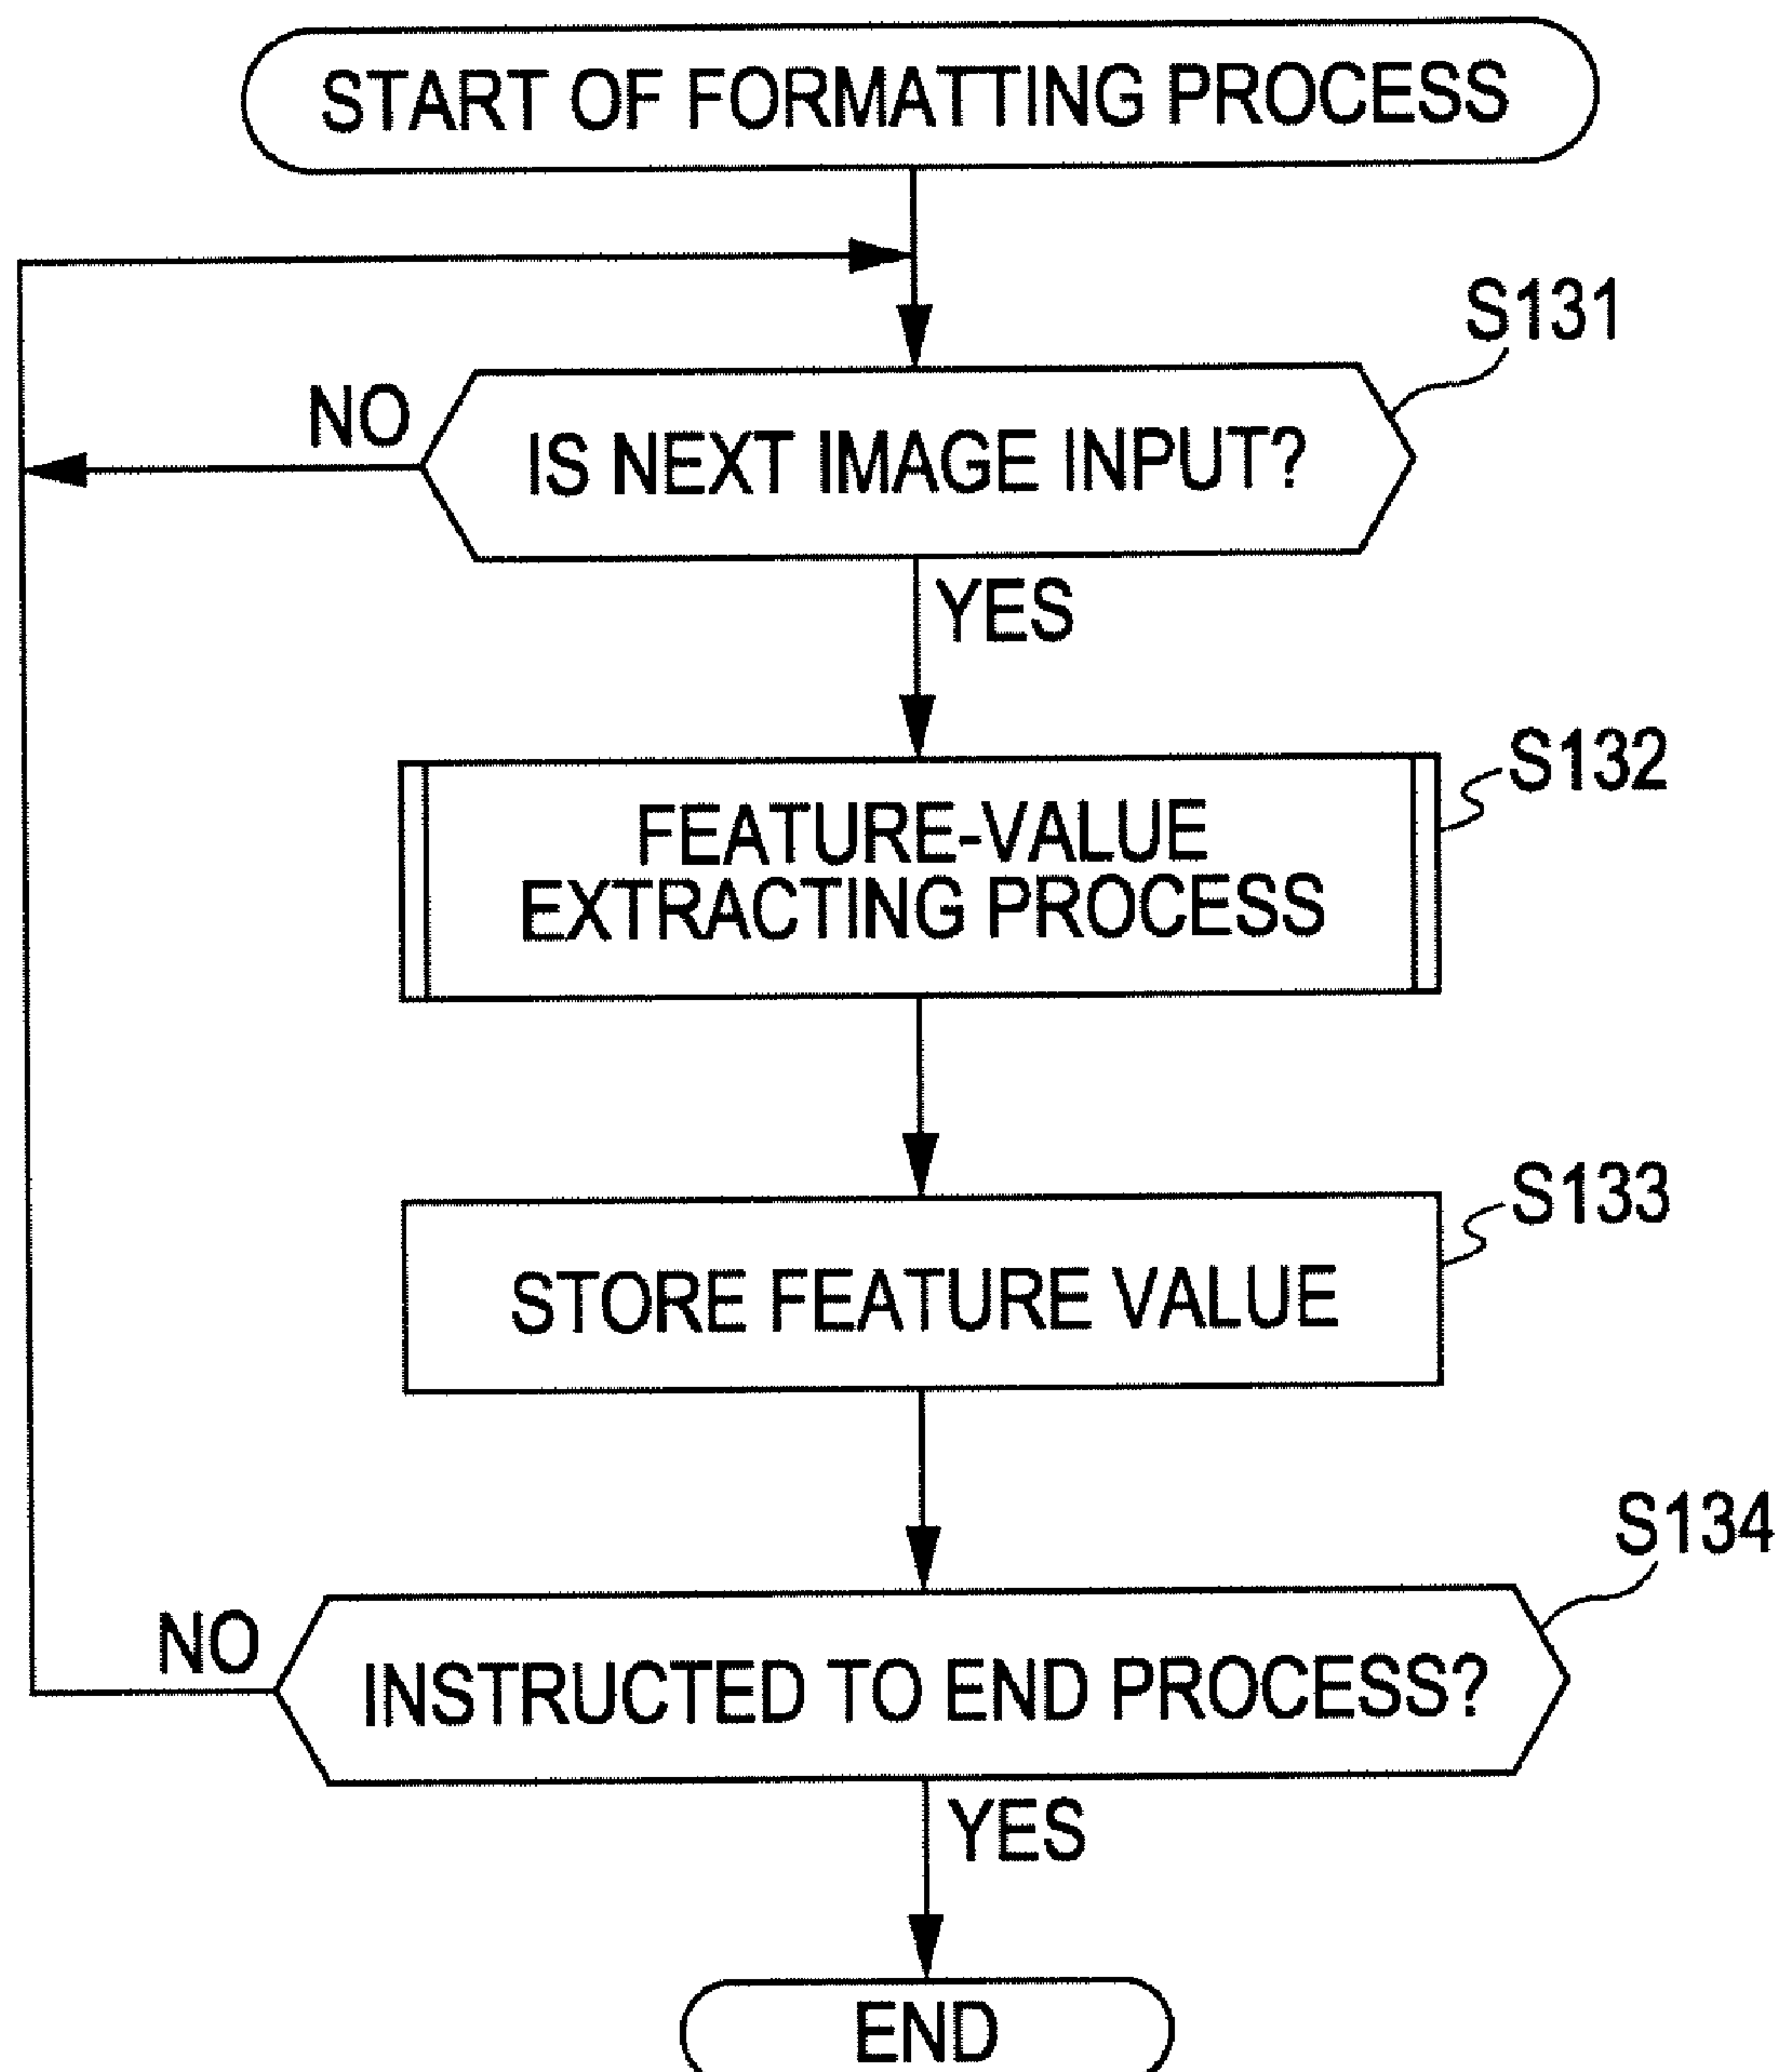 START OF FORMATTING PROCESS
S131
NO
IS NEXT IMAGE INPUT?
YES
S132
FEATURE-VALUE
EXTRACTING PROCESS
S133
STORE FEATURE VALUE
S134
NO
INSTRUCTED TO END PROCESS?
YES
END